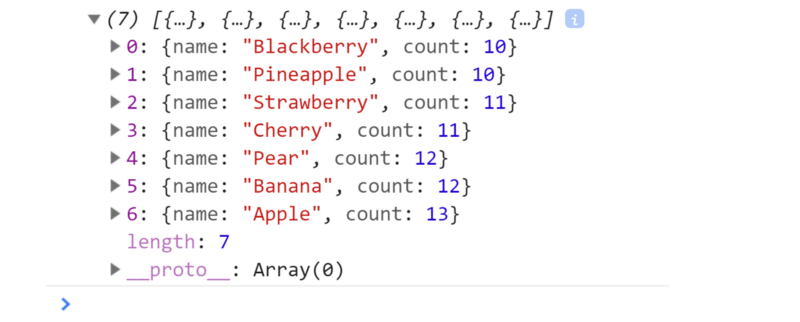 ▼(7) [{…}, {…}, {…}, {…}, {…}, {…}, {…}] i
▶0: {name: "Blackberry", count: 10}
▶1: {name: "Pineapple", count: 10}
▶2: {name: "Strawberry", count: 11}
▶3: {name: "Cherry", count: 11}
▶4: {name: "Pear", count: 12}
▶5: {name: "Banana", count: 12}
▶6: {name: "Apple", count: 13}
length: 7
▶__proto__: Array(0)
>